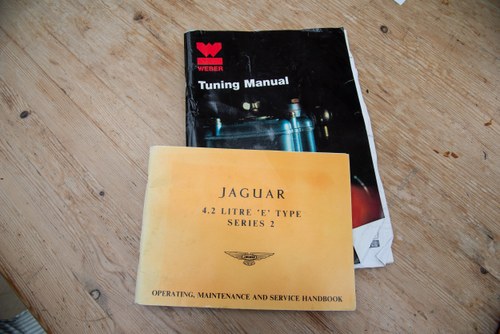 WEBER
Tuning Manual
JAGUAR
4.2 LITRE 'E' TYPE
SERIES 2
OPERATING, MAINTENANCE AND SERVICE HANDBOOK